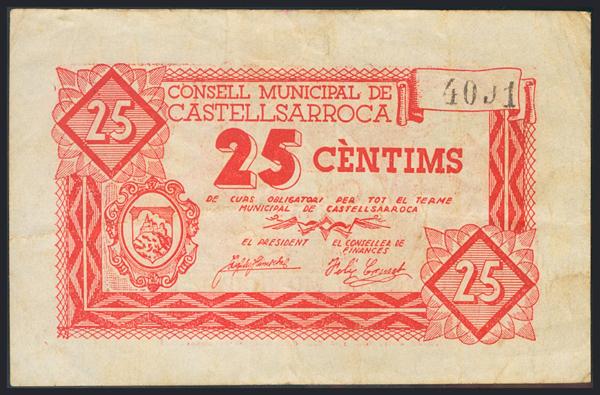 CONSELL MUNICIPAL DE
CASTELLSARROCA
4091
25
25 CÈNTIMS
DE CURS OBLIGATORI PER TOT EL TERME
MUNICIPAL DE CASTELLSARROCA
EL PRESIDENT
EL CONSELLER DE
FINANCES
25